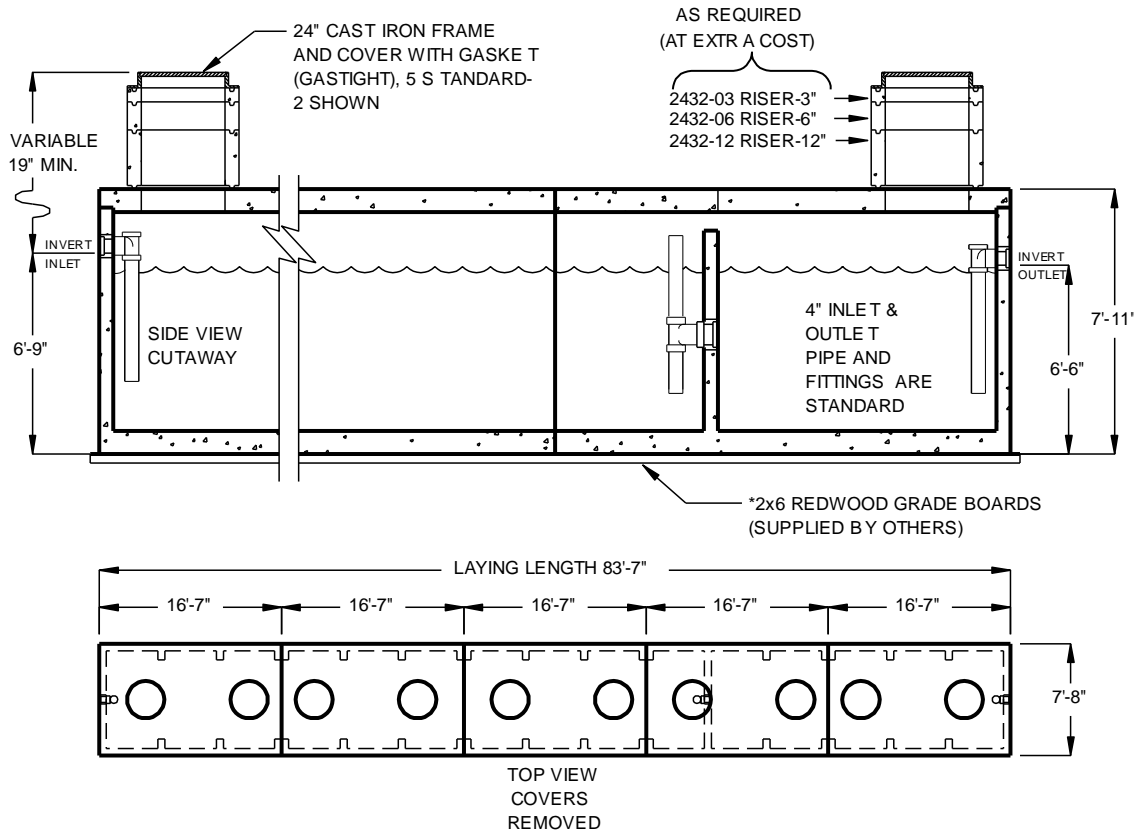 24" CAST IRON FRAME
AND COVER WITH GASKE T
(GASTIGHT), 5 S TANDARD-
2 SHOWN
AS REQUIRED
(AT EXTR A COST)
2432-03 RISER-3"
2432-06 RISER-6"
2432-12 RISER-12"
VARIABLE
19" MIN.
INVERT
INLET
6'-9"
SIDE VIEW
CUTAWAY
4" INLE T &
OUTLE T
PIPE AND
FITTINGS ARE
STANDARD
INVERT
OUTLET
7'-11'
6'-6"
*2x6 REDWOOD GRADE BOARDS
(SUPPLIED B Y OTHERS)
LAYING LENGTH 83'-7"
16'-7" 16'-7" 16'-7" 16'-7" 16'-7"
7'-8"
TOP VIEW
COVERS
REMOVED